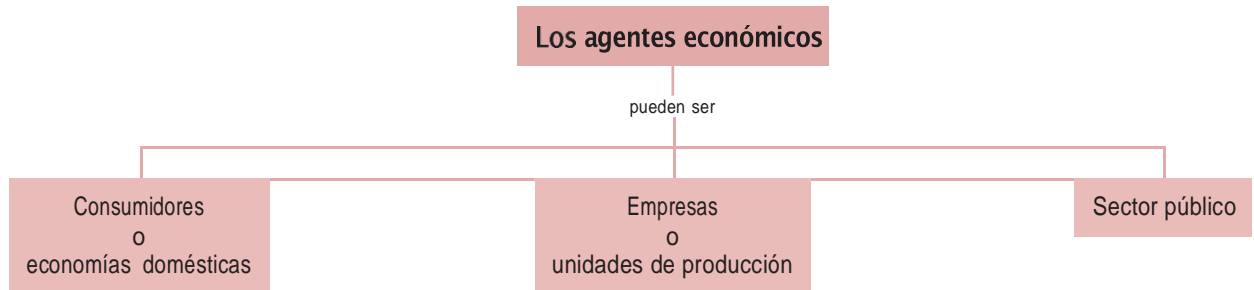 Los agentes económicos
pueden ser
Consumidores
o
economías domésticas
Empresas
o
unidades de producción
Sector público